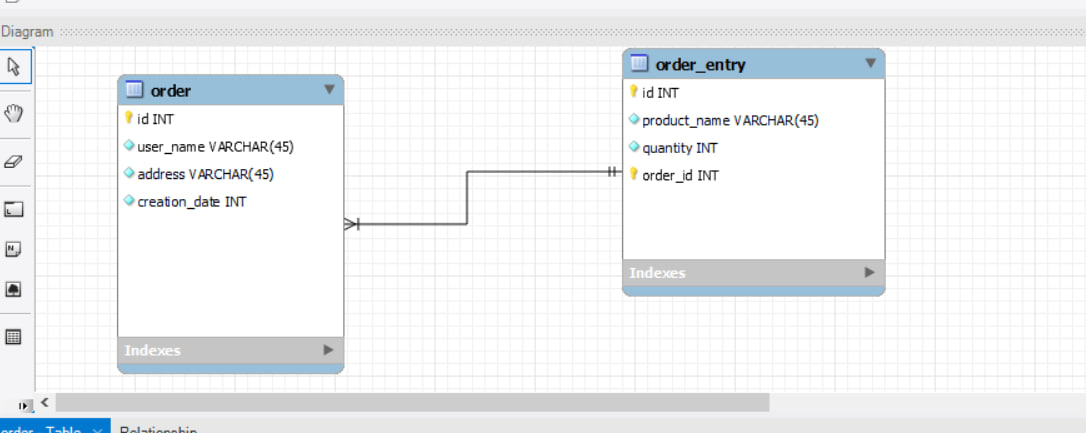 Diagram
order
id INT
user_name VARCHAR(45)
address VARCHAR(45)
creation_date INT
Indexes
order_entry
id INT
product_name VARCHAR(45)
quantity INT
order_id INT
Indexes
order - Table
Relationship